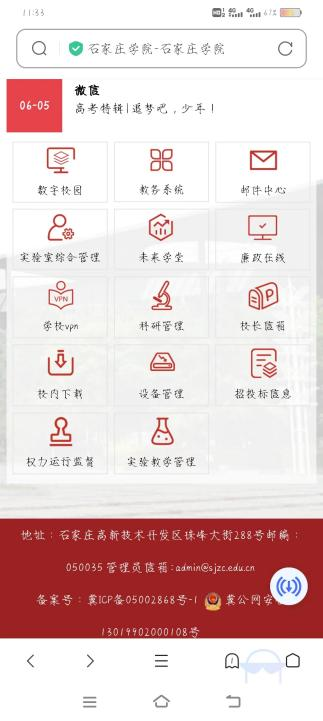 11:33
HD 4G 4G 67%
石家庄学院-石家庄学院
06-05
微信
高考特辑|追梦吧，少年！
数字校园
教务系统
邮件中心
实验室综合管理
未来学堂
廉政在线
VPN
学校vpn
科研管理
校长信箱
校内下载
设备管理
招投标信息
权力运行监督
实验教学管理
地址：石家庄高新技术开发区珠峰大街288号邮编：
050035 管理员信箱:admin@sjzc.edu.cn
备案号：冀ICP备05002868号-1 冀公网安备
13019902000108号